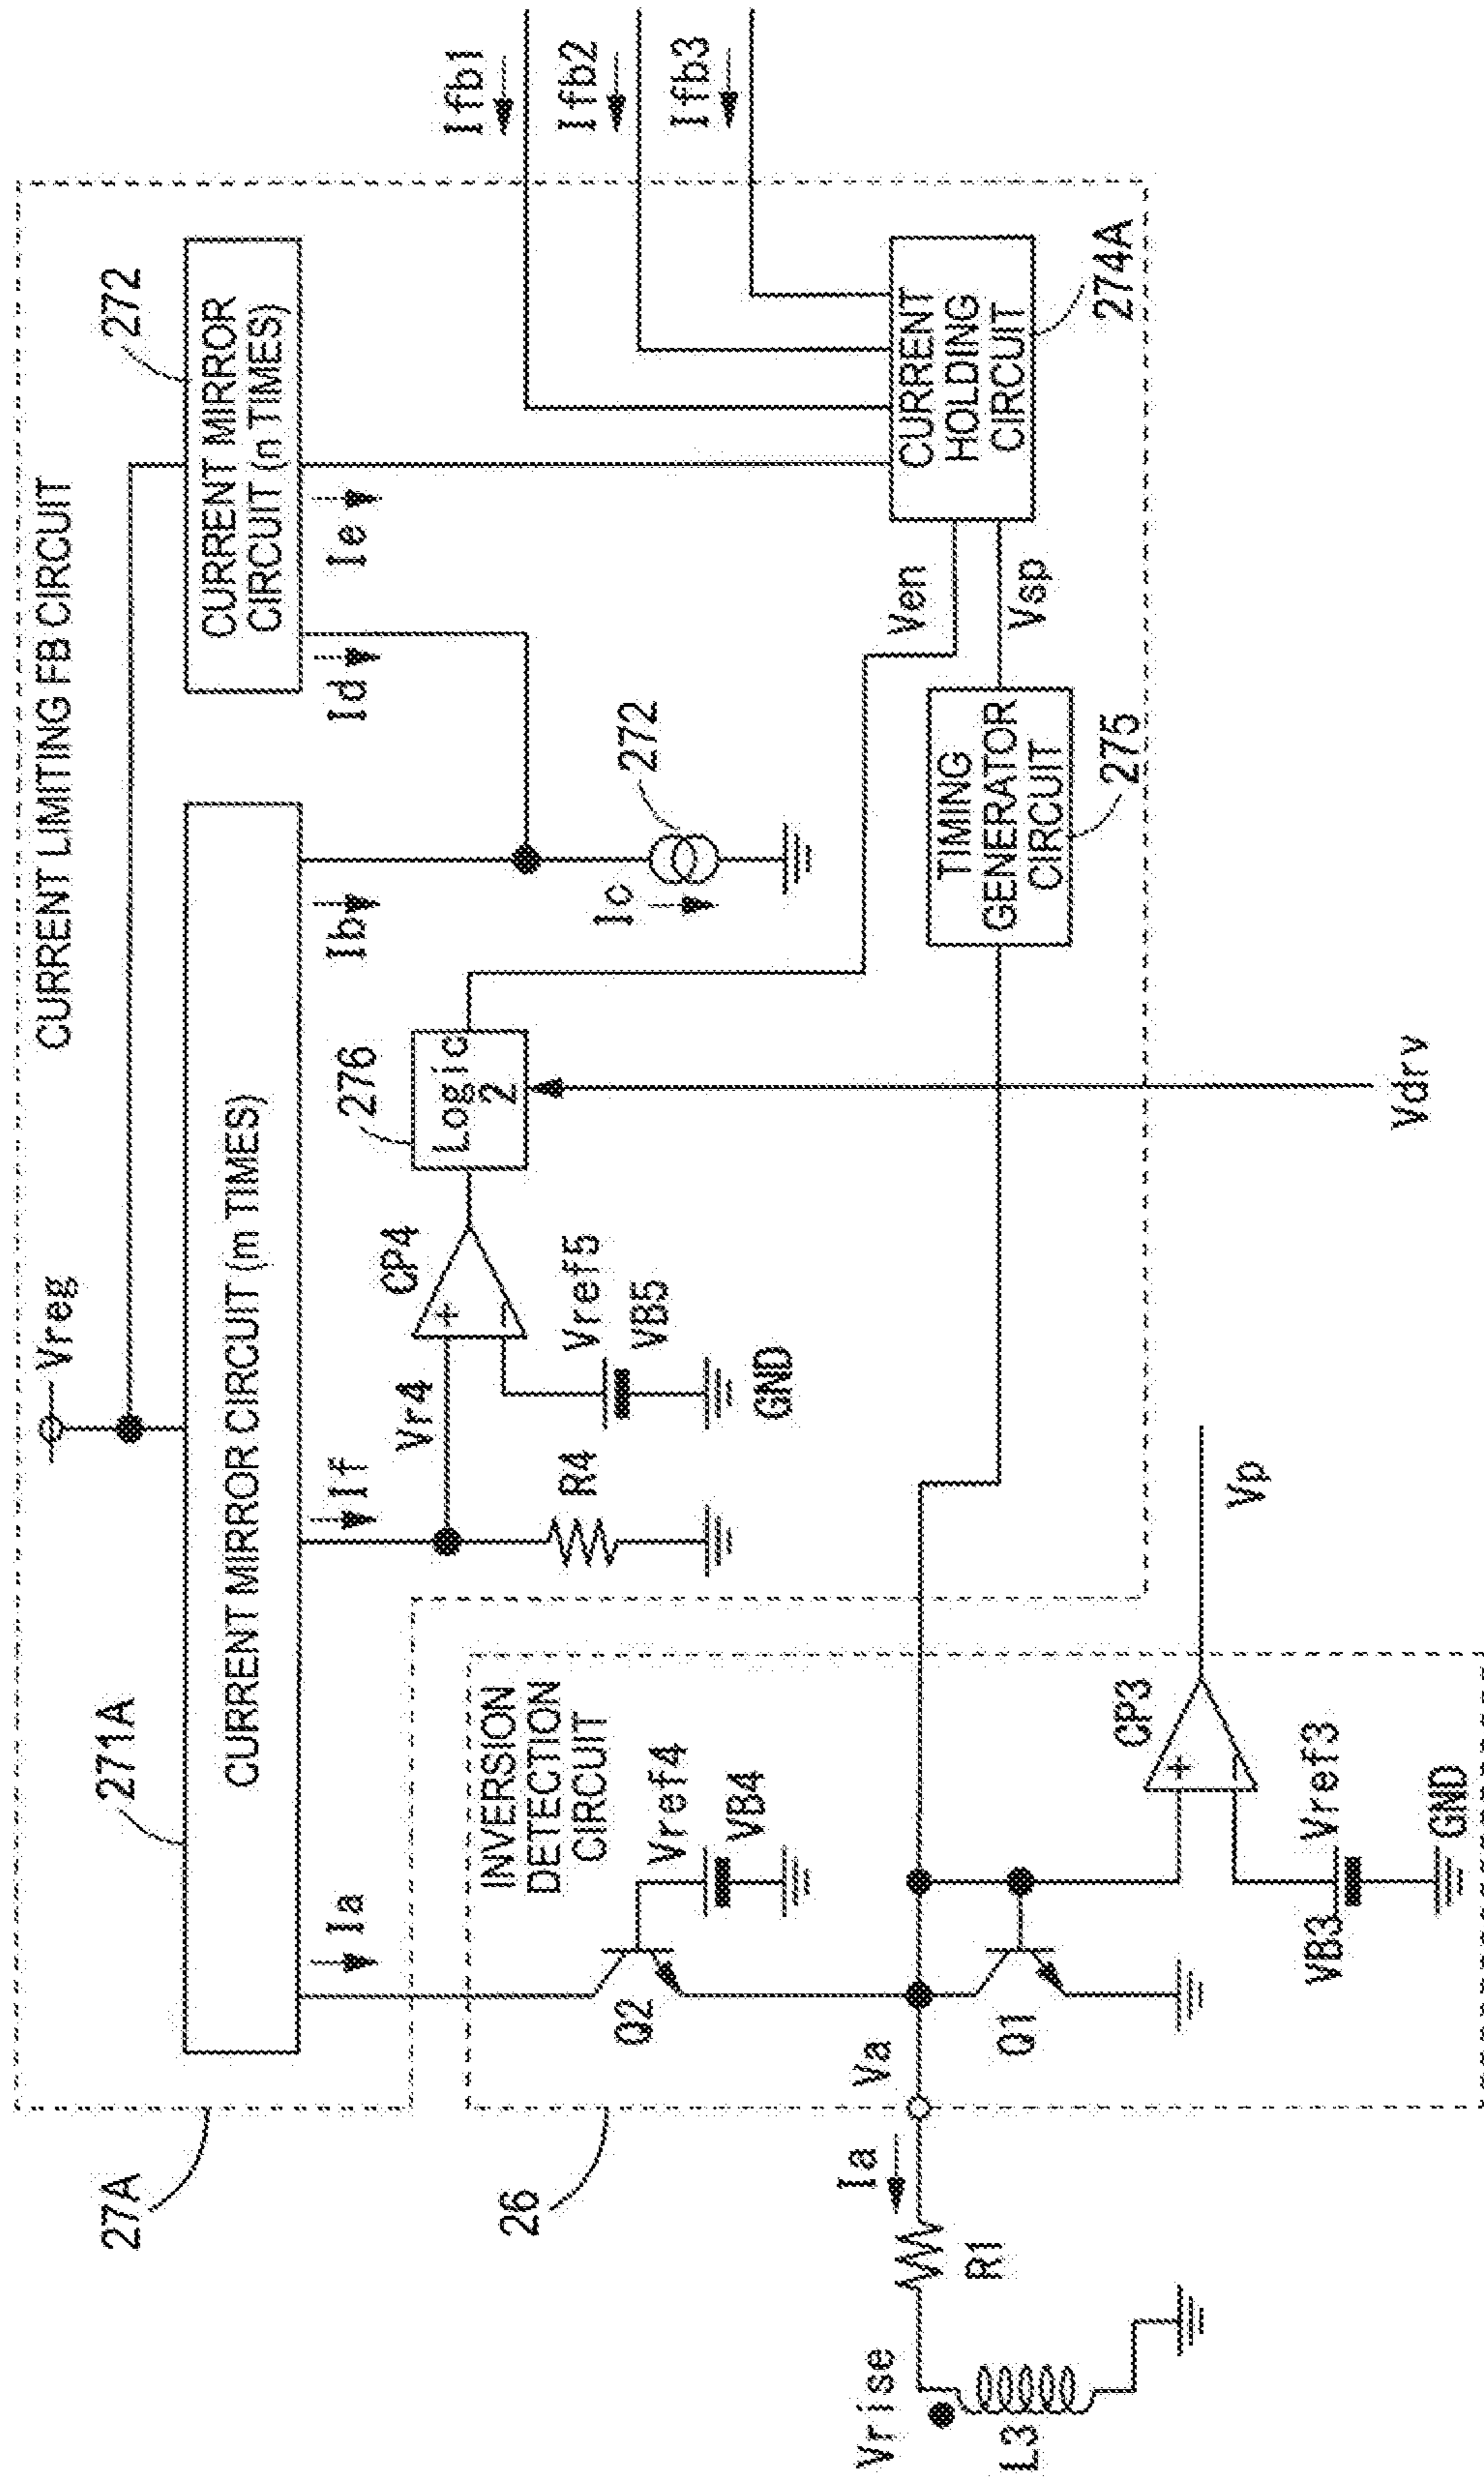 CURRENT LIMITING FB CIRCUIT
27A
271A
CURRENT MIRROR CIRCUIT (m TIMES)
Vreg
272
CURRENT MIRROR
CIRCUIT (n TIMES)
Ia
If
Ib
Id
Ie
Ifb1
Ifb2
Ifb3
Vr4
R4
CP4
+
−
Vref5
VB5
GND
276
Logic
2
Ic
272
Ven
Vsp
CURRENT
HOLDING
CIRCUIT
274A
TIMING
GENERATOR
CIRCUIT
275
Vdrv
26
INVERSION
DETECTION
CIRCUIT
Q2
Vref4
VB4
Vrise
L3
R1
Ia
Va
Q1
CP3
+
−
Vp
VB3
Vref3
GND